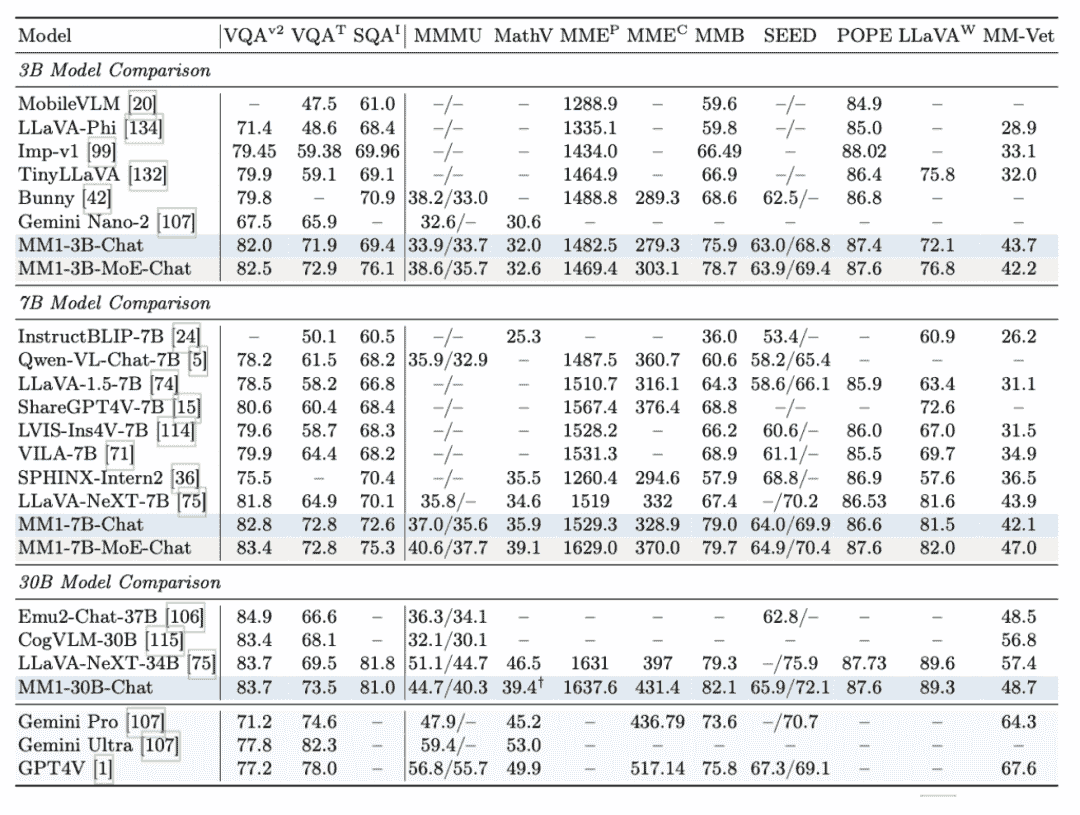 Model VQAv2 VQAT SQAI MMMU MathV MMEP MMEC MMB SEED POPE LLaVAW MM-Vet
3B Model Comparison
MobileVLM [20] – 47.5 61.0 –/– – 1288.9 – 59.6 –/– 84.9 – –
LLaVA-Phi [134] 71.4 48.6 68.4 –/– – 1335.1 – 59.8 –/– 85.0 – 28.9
Imp-v1 [99] 79.45 59.38 69.96 –/– – 1434.0 – 66.49 –/– 88.02 – 33.1
TinyLLaVA [132] 79.9 59.1 69.1 –/– – 1464.9 – 66.9 –/– 86.4 75.8 32.0
Bunny [42] 79.8 – 70.9 38.2/33.0 – 1488.8 289.3 68.6 62.5/– 86.8 – –
Gemini Nano-2 [107] 67.5 65.9 – 32.6/– 30.6 – – – – – – –
MM1-3B-Chat 82.0 71.9 69.4 33.9/33.7 32.0 1482.5 279.3 75.9 63.0/68.8 87.4 72.1 43.7
MM1-3B-MoE-Chat 82.5 72.9 76.1 38.6/35.7 32.6 1469.4 303.1 78.7 63.9/69.4 87.6 76.8 42.2
7B Model Comparison
InstructBLIP-7B [24] – 50.1 60.5 –/– 25.3 – – 36.0 53.4/– – 60.9 26.2
Qwen-VL-Chat-7B [5] 78.2 61.5 68.2 35.9/32.9 – 1487.5 360.7 60.6 58.2/65.4 – – –
LLaVA-1.5-7B [74] 78.5 58.2 66.8 –/– – 1510.7 316.1 64.3 58.6/66.1 85.9 63.4 31.1
ShareGPT4V-7B [15] 80.6 60.4 68.4 –/– – 1567.4 376.4 68.8 –/– – 72.6 –
LVIS-Ins4V-7B [114] 79.6 58.7 68.3 –/– – 1528.2 – 66.2 60.6/– 86.0 67.0 31.5
VILA-7B [71] 79.9 64.4 68.2 –/– – 1531.3 – 68.9 61.1/– 85.5 69.7 34.9
SPHINX-Intern2 [36] 75.5 – 70.4 –/– 35.5 1260.4 294.6 57.9 68.8/– 86.9 57.6 36.5
LLaVA-NeXT-7B [75] 81.8 64.9 70.1 35.8/– 34.6 1519 332 67.4 –/70.2 86.53 81.6 43.9
MM1-7B-Chat 82.8 72.8 72.6 37.0/35.6 35.9 1529.3 328.9 79.0 64.0/69.9 86.6 81.5 42.1
MM1-7B-MoE-Chat 83.4 72.8 75.3 40.6/37.7 39.1 1629.0 370.0 79.7 64.9/70.4 87.6 82.0 47.0
30B Model Comparison
Emu2-Chat-37B [106] 84.9 66.6 – 36.3/34.1 – – – – 62.8/– – – 48.5
CogVLM-30B [115] 83.4 68.1 – 32.1/30.1 – – – – – – – 56.8
LLaVA-NeXT-34B [75] 83.7 69.5 81.8 51.1/44.7 46.5 1631 397 79.3 –/75.9 87.73 89.6 57.4
MM1-30B-Chat 83.7 73.5 81.0 44.7/40.3 39.4† 1637.6 431.4 82.1 65.9/72.1 87.6 89.3 48.7
Gemini Pro [107] 71.2 74.6 – 47.9/– 45.2 – 436.79 73.6 –/70.7 – – 64.3
Gemini Ultra [107] 77.8 82.3 – 59.4/– 53.0 – – – – – – –
GPT4V [1] 77.2 78.0 – 56.8/55.7 49.9 – 517.14 75.8 67.3/69.1 – – 67.6